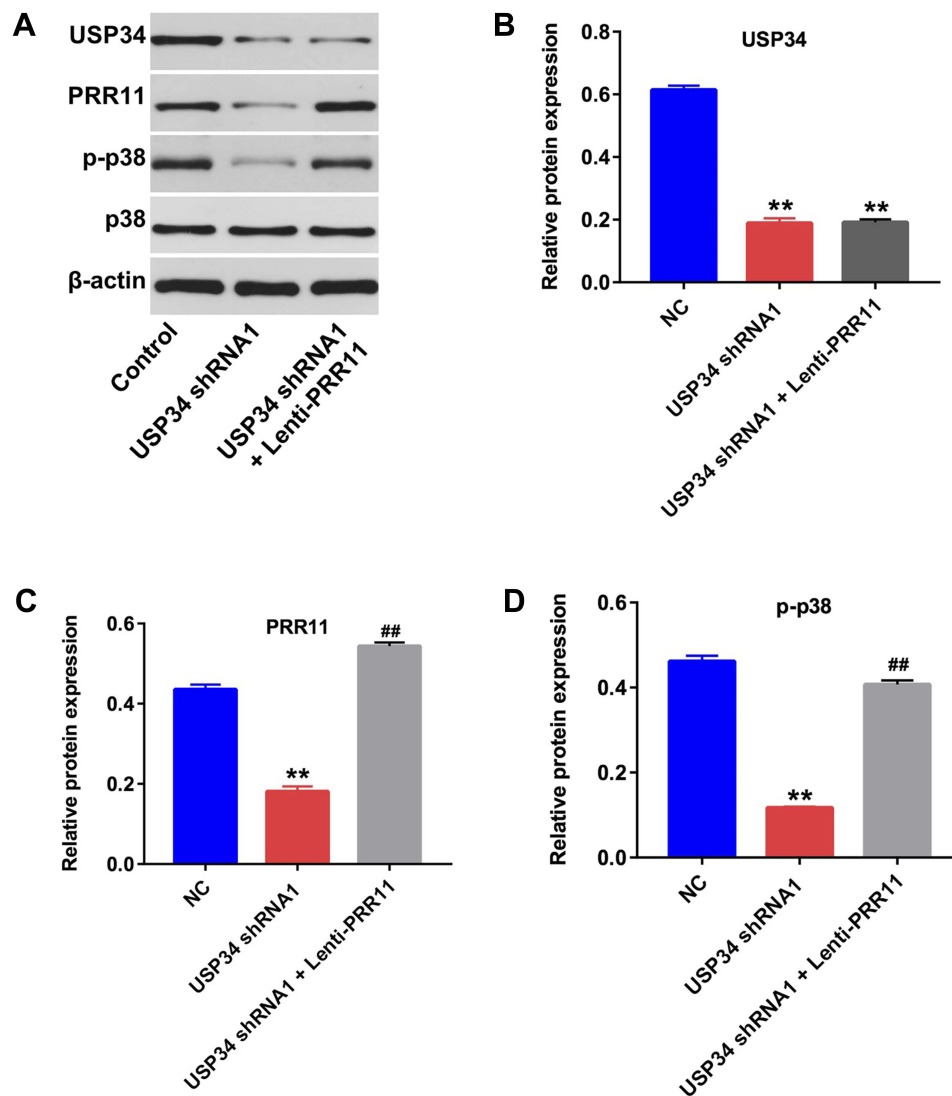 A
USP34
PRR11
p-p38
p38
β-actin
Control
USP34 shRNA1
USP34 shRNA1
+ Lenti-PRR11
B
USP34
Relative protein expression
0.8
0.6
0.4
0.2
0.0
**
**
NC
USP34 shRNA1
USP34 shRNA1 + Lenti-PRR11
C
PRR11
Relative protein expression
0.6
0.4
0.2
0.0
**
##
NC
USP34 shRNA1
USP34 shRNA1 + Lenti-PRR11
D
p-p38
Relative protein expression
0.6
0.4
0.2
0.0
**
##
NC
USP34 shRNA1
USP34 shRNA1 + Lenti-PRR11